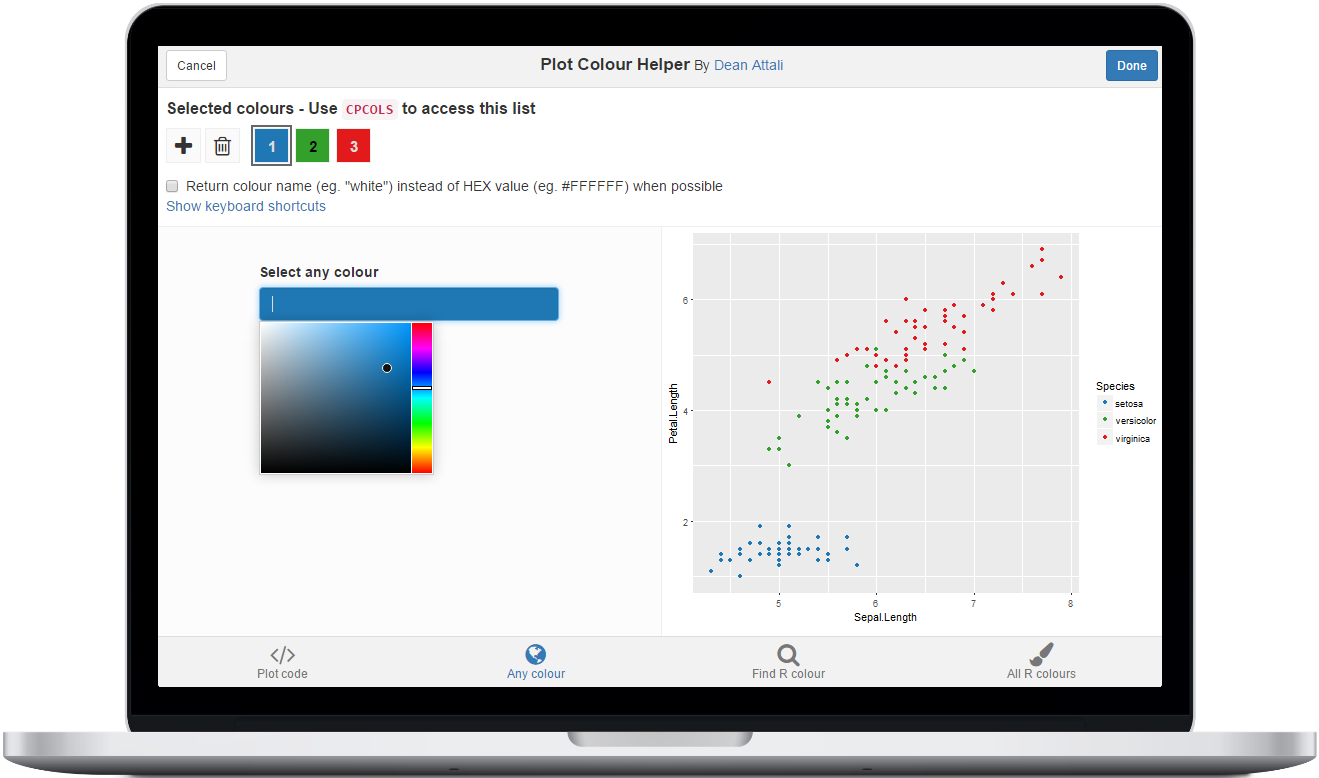 Cancel
Plot Colour Helper By Dean Attali
Done
Selected colours - Use CPCOLS to access this list
1 2 3
Return colour name (eg. "white") instead of HEX value (eg. #FFFFFF) when possible
Show keyboard shortcuts
Select any colour
Petal.Length
6
4
2
5 6 7 8
Sepal.Length
Species
setosa
versicolor
virginica
Plot code
Any colour
Find R colour
All R colours